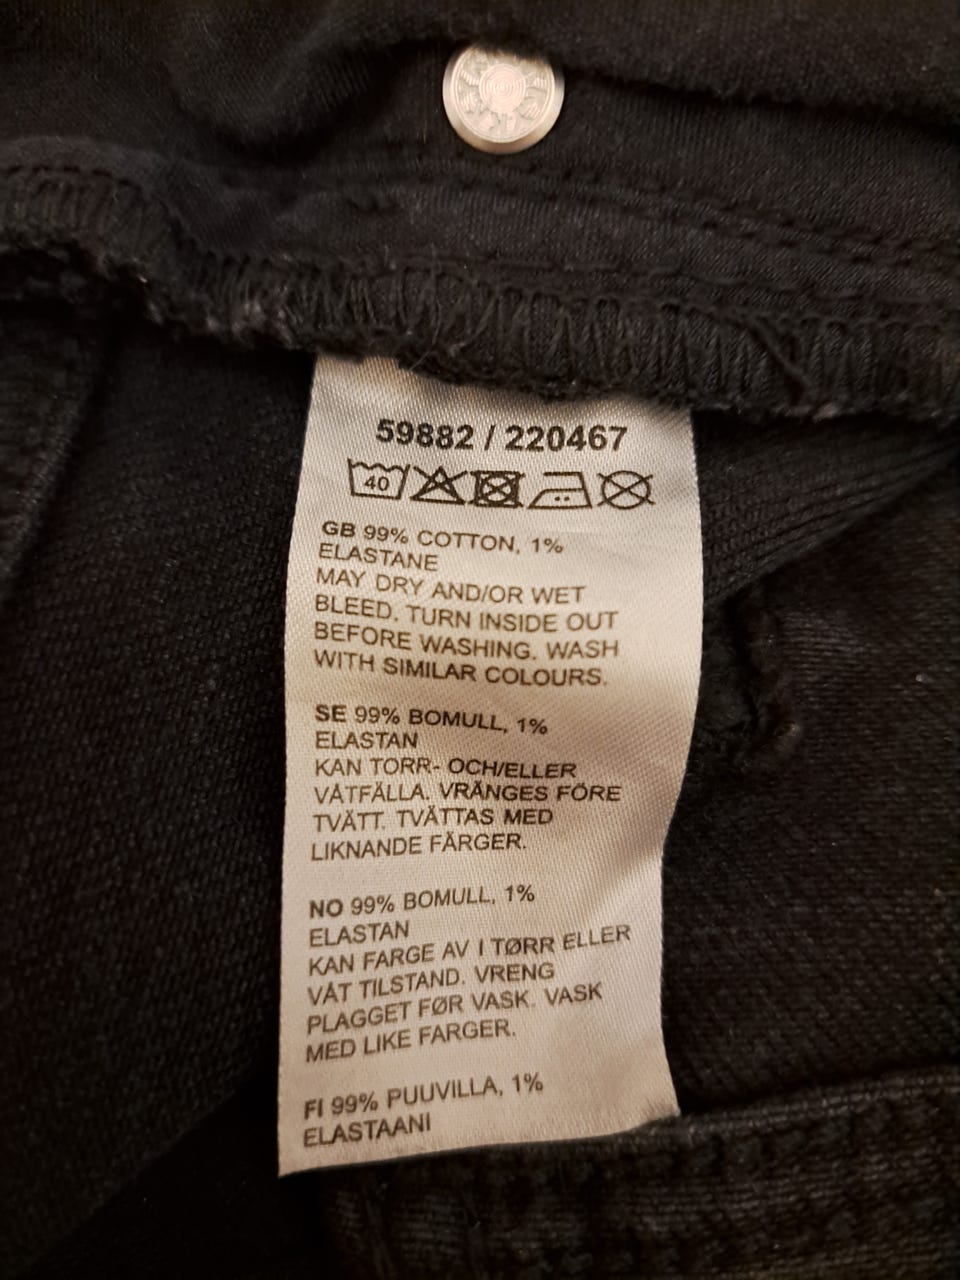 59882 / 220467
40
GB 99% COTTON, 1%
ELASTANE
MAY DRY AND/OR WET
BLEED. TURN INSIDE OUT
BEFORE WASHING. WASH
WITH SIMILAR COLOURS.
SE 99% BOMULL, 1%
ELASTAN
KAN TORR- OCH/ELLER
VÅTFÄLLA. VRÄNGES FÖRE
TVÄTT. TVÄTTAS MED
LIKNANDE FÄRGER.
NO 99% BOMULL, 1%
ELASTAN
KAN FARGE AV I TØRR ELLER
VÅT TILSTAND. VRENG
PLAGGET FØR VASK. VASK
MED LIKE FARGER.
FI 99% PUUVILLA, 1%
ELASTAANI